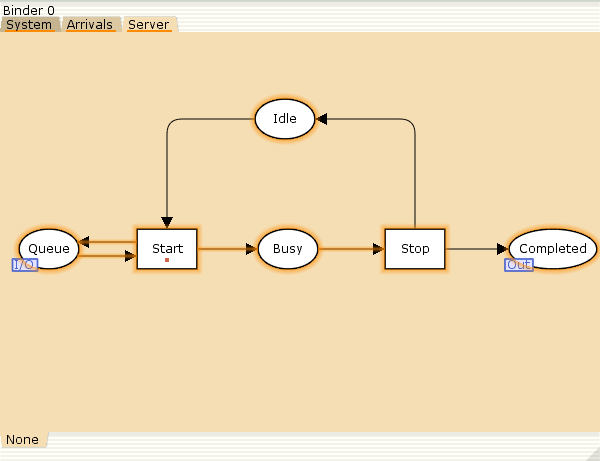 Binder 0
System Arrivals Server
Idle
Queue Start Busy Stop Completed
I/O Out
None